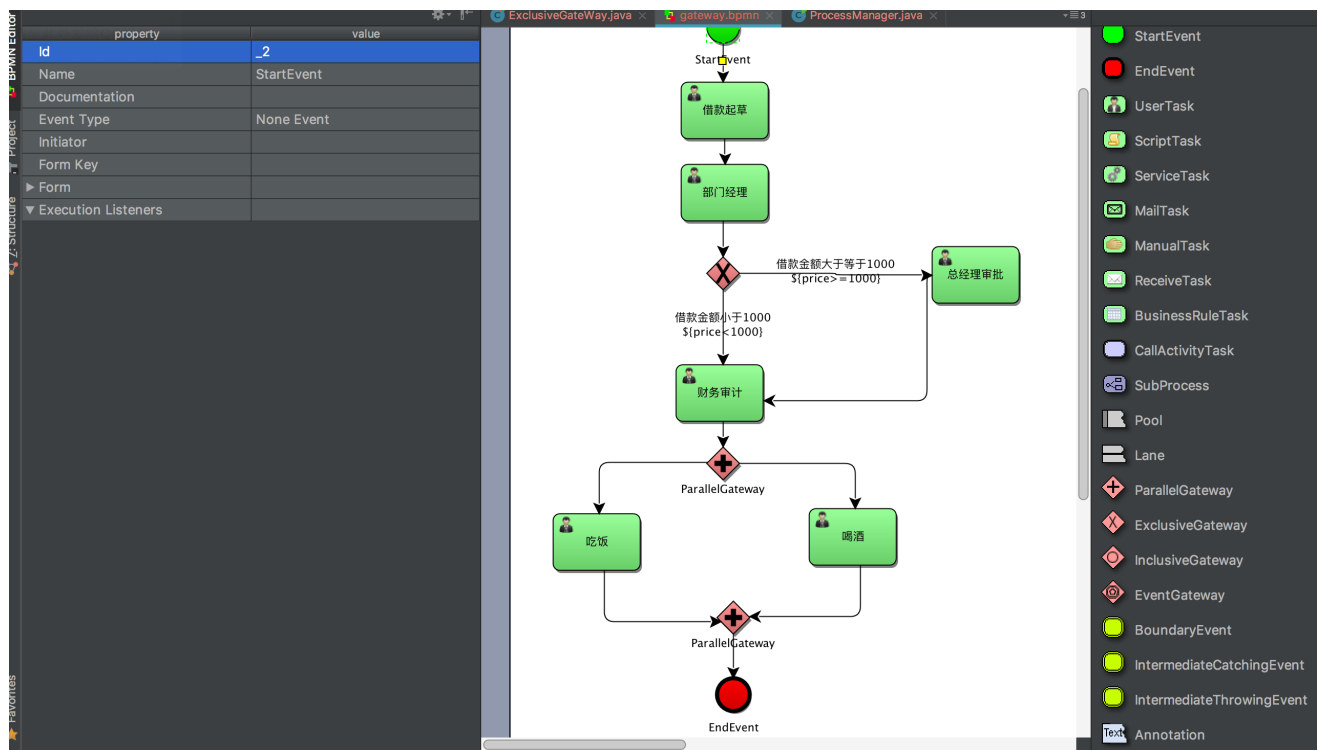 ExclusiveGateWay.java
gateway.bpmn
ProcessManager.java
3
BPMN Editor
Project
Z: Structure
Favorites
property value
Id _2
Name StartEvent
Documentation
Event Type None Event
Initiator
Form Key
Form
Execution Listeners
StartEvent
借款起草
部门经理
借款金额大于等于1000
${price>=1000}
总经理审批
借款金额小于1000
${price<1000}
财务审计
ParallelGateway
吃饭
喝酒
ParallelGateway
EndEvent
StartEvent
EndEvent
UserTask
ScriptTask
ServiceTask
MailTask
ManualTask
ReceiveTask
BusinessRuleTask
CallActivityTask
SubProcess
Pool
Lane
ParallelGateway
ExclusiveGateway
InclusiveGateway
EventGateway
BoundaryEvent
IntermediateCatchingEvent
IntermediateThrowingEvent
Text Annotation